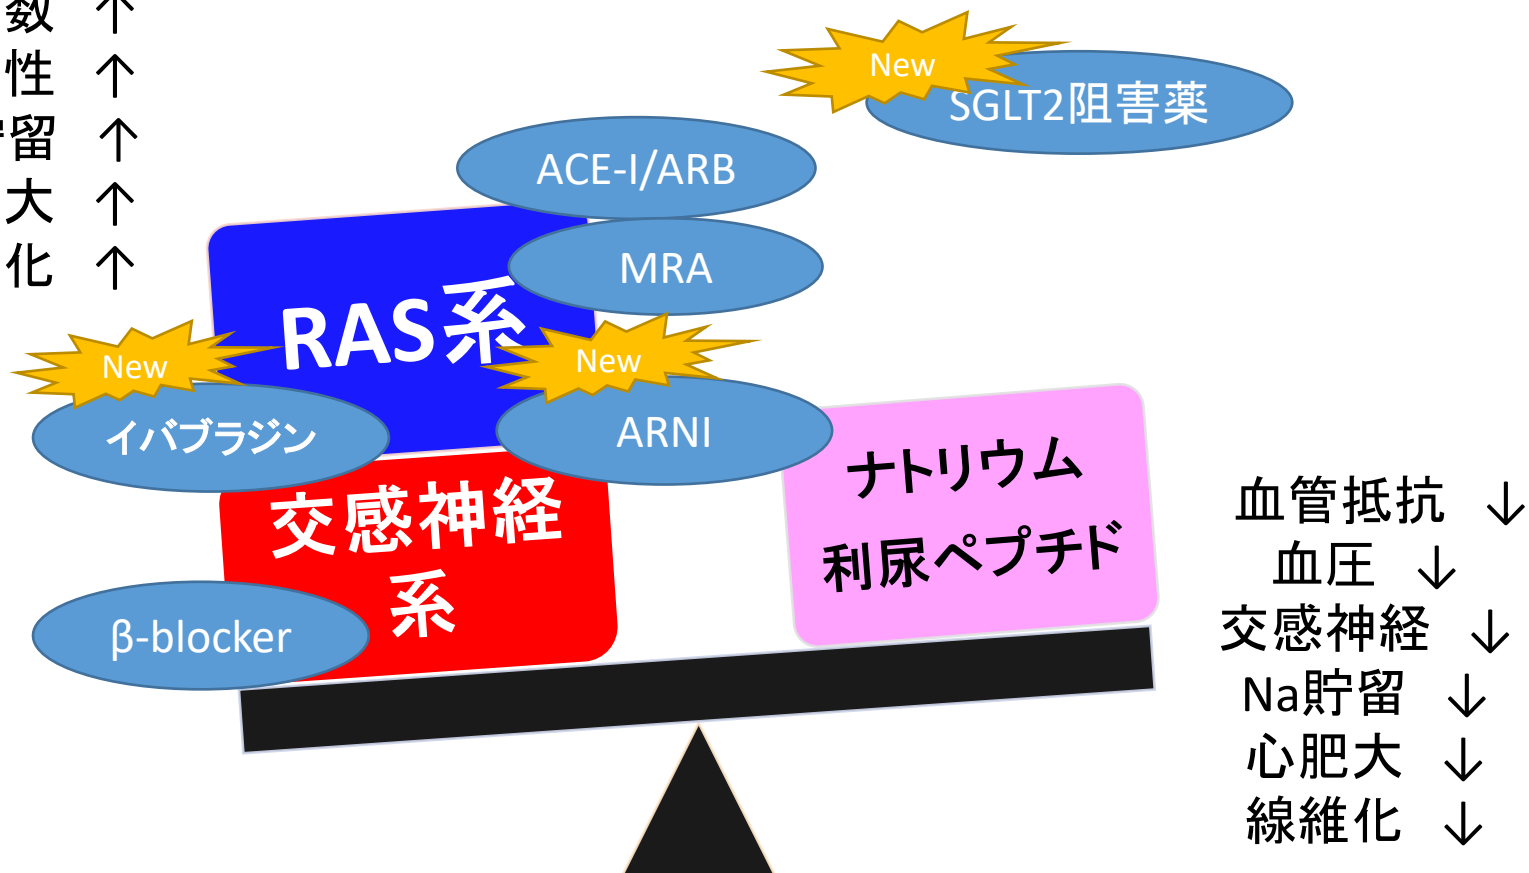 数 ↑
性 ↑
留 ↑
大 ↑
化 ↑
New
SGLT2阻害薬
ACE-I/ARB
MRA
RAS系
New
イバブラジン
New
ARNI
交感神経
系
β-blocker
ナトリウム
利尿ペプチド
血管抵抗 ↓
血圧 ↓
交感神経 ↓
Na貯留 ↓
心肥大 ↓
線維化 ↓